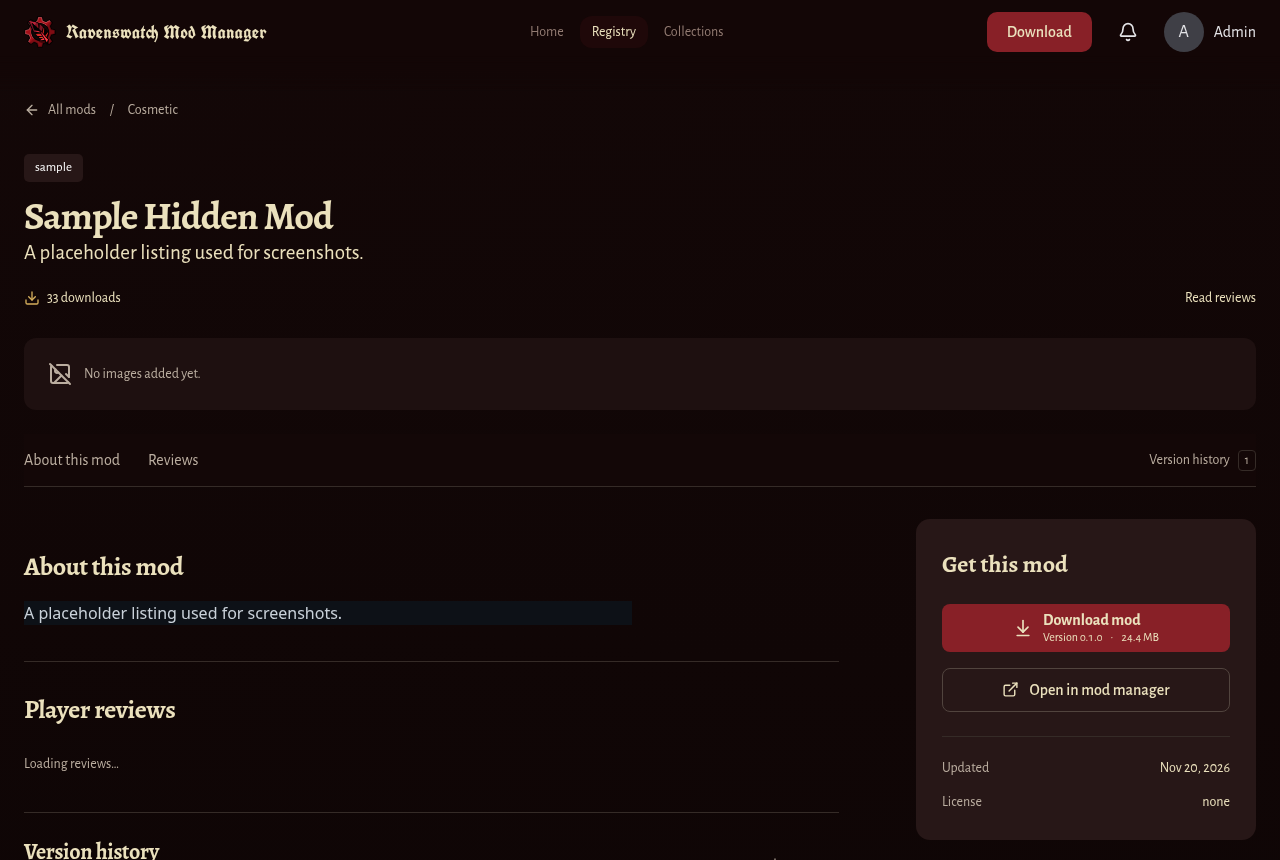 Ravenswatch Mod Manager
Home
Registry
Collections
Download
A
Admin
All mods / Cosmetic
sample
Sample Hidden Mod
A placeholder listing used for screenshots.
33 downloads
Read reviews
No images added yet.
About this mod
Reviews
Version history 1
About this mod
A placeholder listing used for screenshots.
Player reviews
Loading reviews…
Version history
Get this mod
Download mod
Version 0.1.0 · 24.4 MB
Open in mod manager
Updated Nov 20, 2026
License none